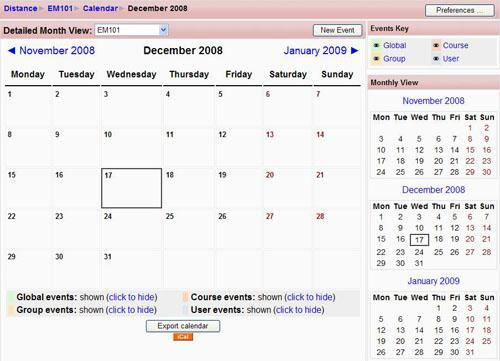 Distance ► EM101 ► Calendar ► December 2008
Preferences ...
Detailed Month View: EM101
New Event
◄ November 2008 December 2008 January 2009 ►
Monday Tuesday Wednesday Thursday Friday Saturday Sunday
1 2 3 4 5 6 7
8 9 10 11 12 13 14
15 16 17 18 19 20 21
22 23 24 25 26 27 28
29 30 31
Global events: shown (click to hide) Course events: shown (click to hide)
Group events: shown (click to hide) User events: shown (click to hide)
Export calendar
iCal
Events Key
Global Course
Group User
Monthly View
November 2008
Mon Tue Wed Thu Fri Sat Sun
1 2
3 4 5 6 7 8 9
10 11 12 13 14 15 16
17 18 19 20 21 22 23
24 25 26 27 28 29 30
December 2008
Mon Tue Wed Thu Fri Sat Sun
1 2 3 4 5 6 7
8 9 10 11 12 13 14
15 16 17 18 19 20 21
22 23 24 25 26 27 28
29 30 31
January 2009
Mon Tue Wed Thu Fri Sat Sun
1 2 3 4
5 6 7 8 9 10 11
12 13 14 15 16 17 18
19 20 21 22 23 24 25
26 27 28 29 30 31